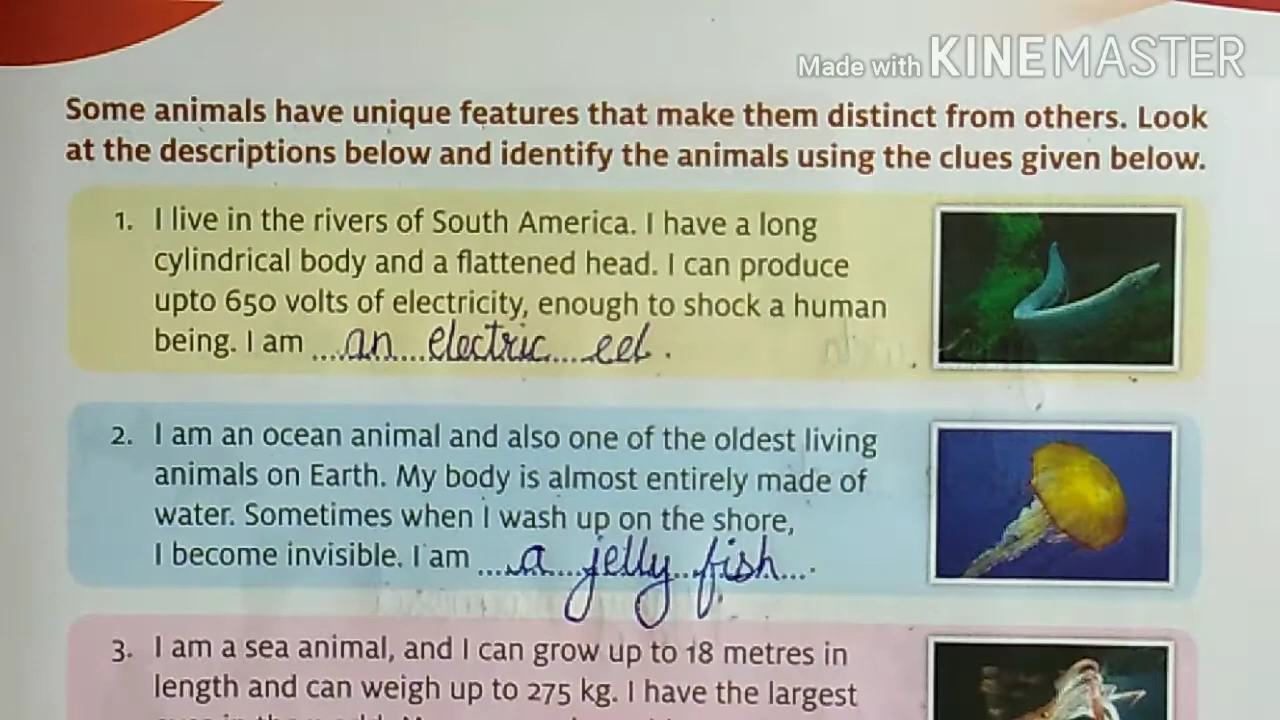 Made with KINEMASTER
Some animals have unique features that make them distinct from others. Look
at the descriptions below and identify the animals using the clues given below.
1. I live in the rivers of South America. I have a long
cylindrical body and a flattened head. I can produce
upto 650 volts of electricity, enough to shock a human
being. I am ....an...electric....eel.
2. I am an ocean animal and also one of the oldest living
animals on Earth. My body is almost entirely made of
water. Sometimes when I wash up on the shore,
I become invisible. I am ....a....jelly..fish....
3. I am a sea animal, and I can grow up to 18 metres in
length and can weigh up to 275 kg. I have the largest